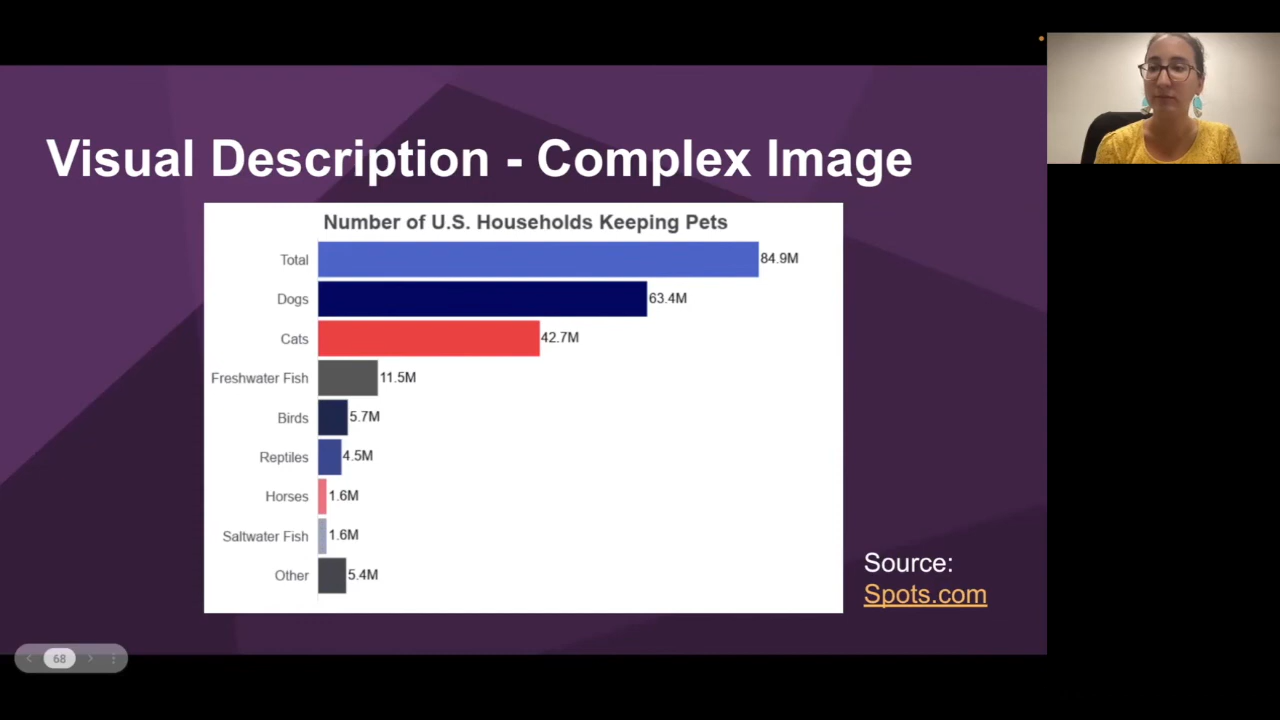 Visual Description - Complex Image
Number of U.S. Households Keeping Pets
Total 84.9M
Dogs 63.4M
Cats 42.7M
Freshwater Fish 11.5M
Birds 5.7M
Reptiles 4.5M
Horses 1.6M
Saltwater Fish 1.6M
Other 5.4M
Source:
Spots.com
68